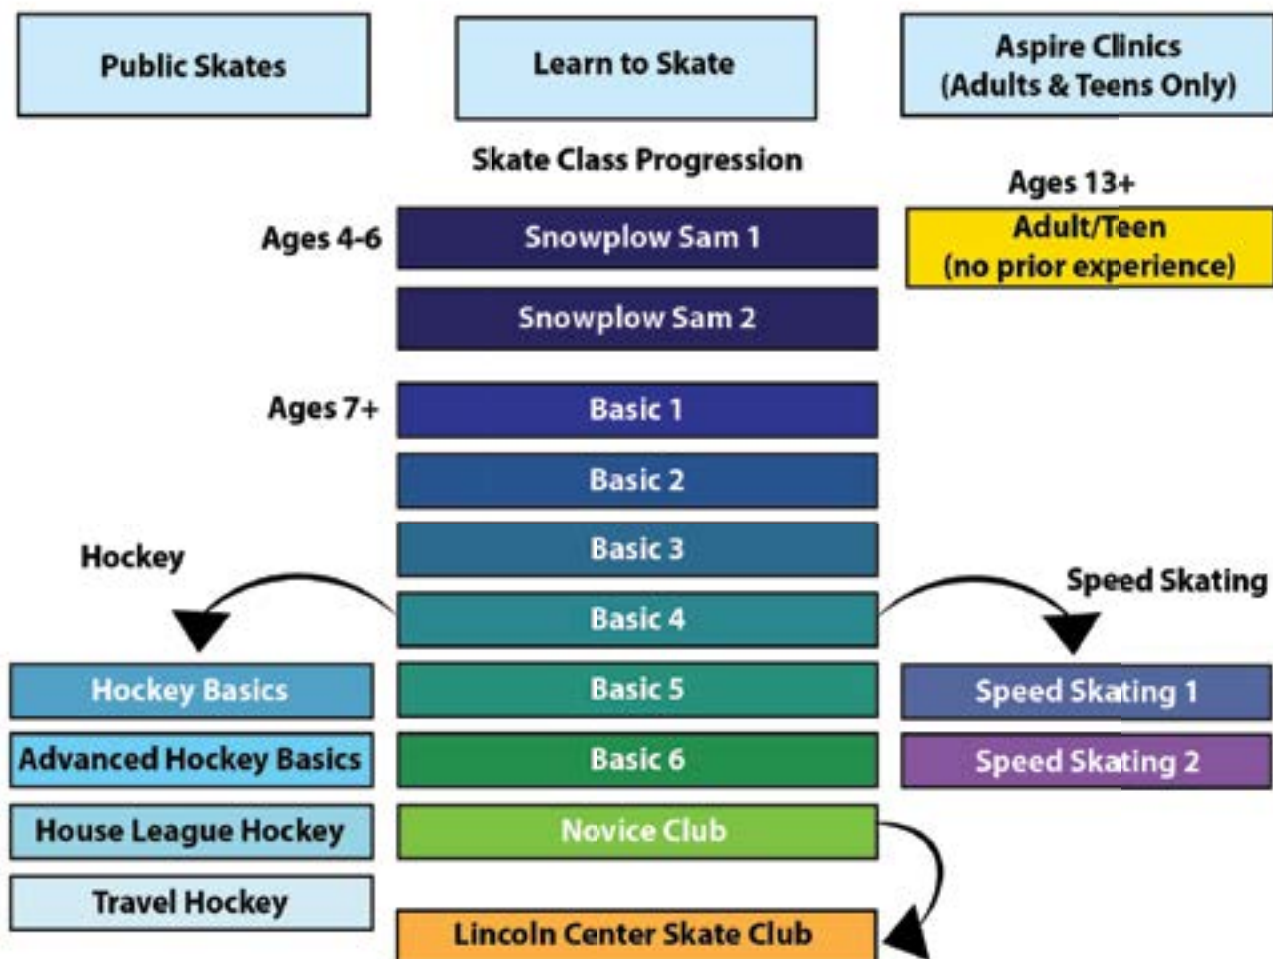 Public Skates
Learn to Skate
Aspire Clinics
(Adults & Teens Only)
Skate Class Progression
Ages 13+
Ages 4-6
Snowplow Sam 1
Adult/Teen
(no prior experience)
Snowplow Sam 2
Ages 7+
Basic 1
Basic 2
Basic 3
Hockey
Speed Skating
Basic 4
Hockey Basics
Basic 5
Speed Skating 1
Advanced Hockey Basics
Basic 6
Speed Skating 2
House League Hockey
Novice Club
Travel Hockey
Lincoln Center Skate Club